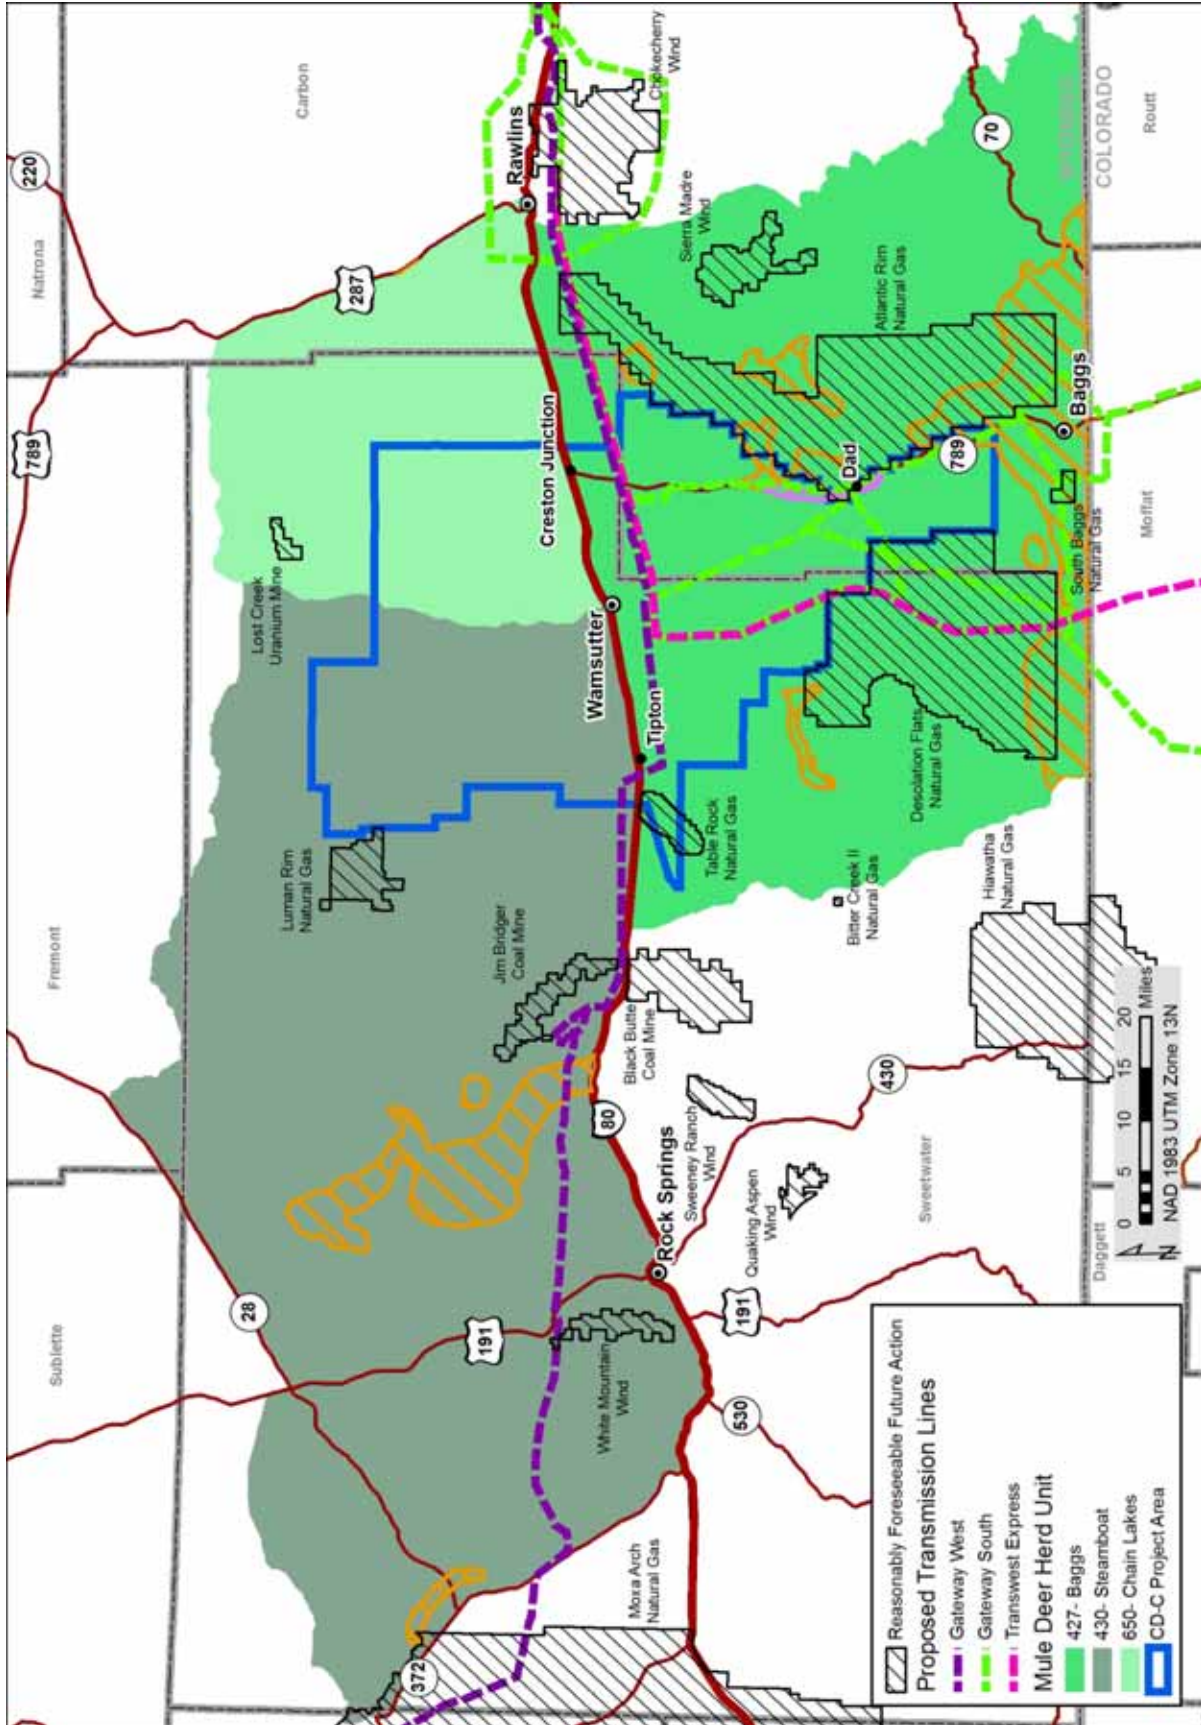 Sublette
Fremont
789
Natrona
220
28
287
Carbon
Lost Creek
Uranium Mine
Luman Rim
Natural Gas
372
191
Jim Bridger
Coal Mine
Creston Junction
Rawlins
Wamsutter
Tipton
80
White Mountain
Wind
Moxa Arch
Natural Gas
Rock Springs
Black Butte
Coal Mine
Table Rock
Natural Gas
Chokecherry
Wind
Sierra Madre
Wind
530
191
Sweeney Ranch
Wind
Quaking Aspen
Wind
430
Bitter Creek II
Natural Gas
Dad
Atlantic Rim
Natural Gas
Desolation Flats
Natural Gas
789
Sweetwater
Hiawatha
Natural Gas
South Baggs
Natural Gas
Baggs
70
WYOMING
COLORADO
Daggett
Moffat
Routt
Reasonably Foreseeable Future Action
Proposed Transmission Lines
Gateway West
Gateway South
Transwest Express
Mule Deer Herd Unit
427- Baggs
430- Steamboat
650- Chain Lakes
CD-C Project Area
0 5 10 15 20
Miles
N
NAD 1983 UTM Zone 13N